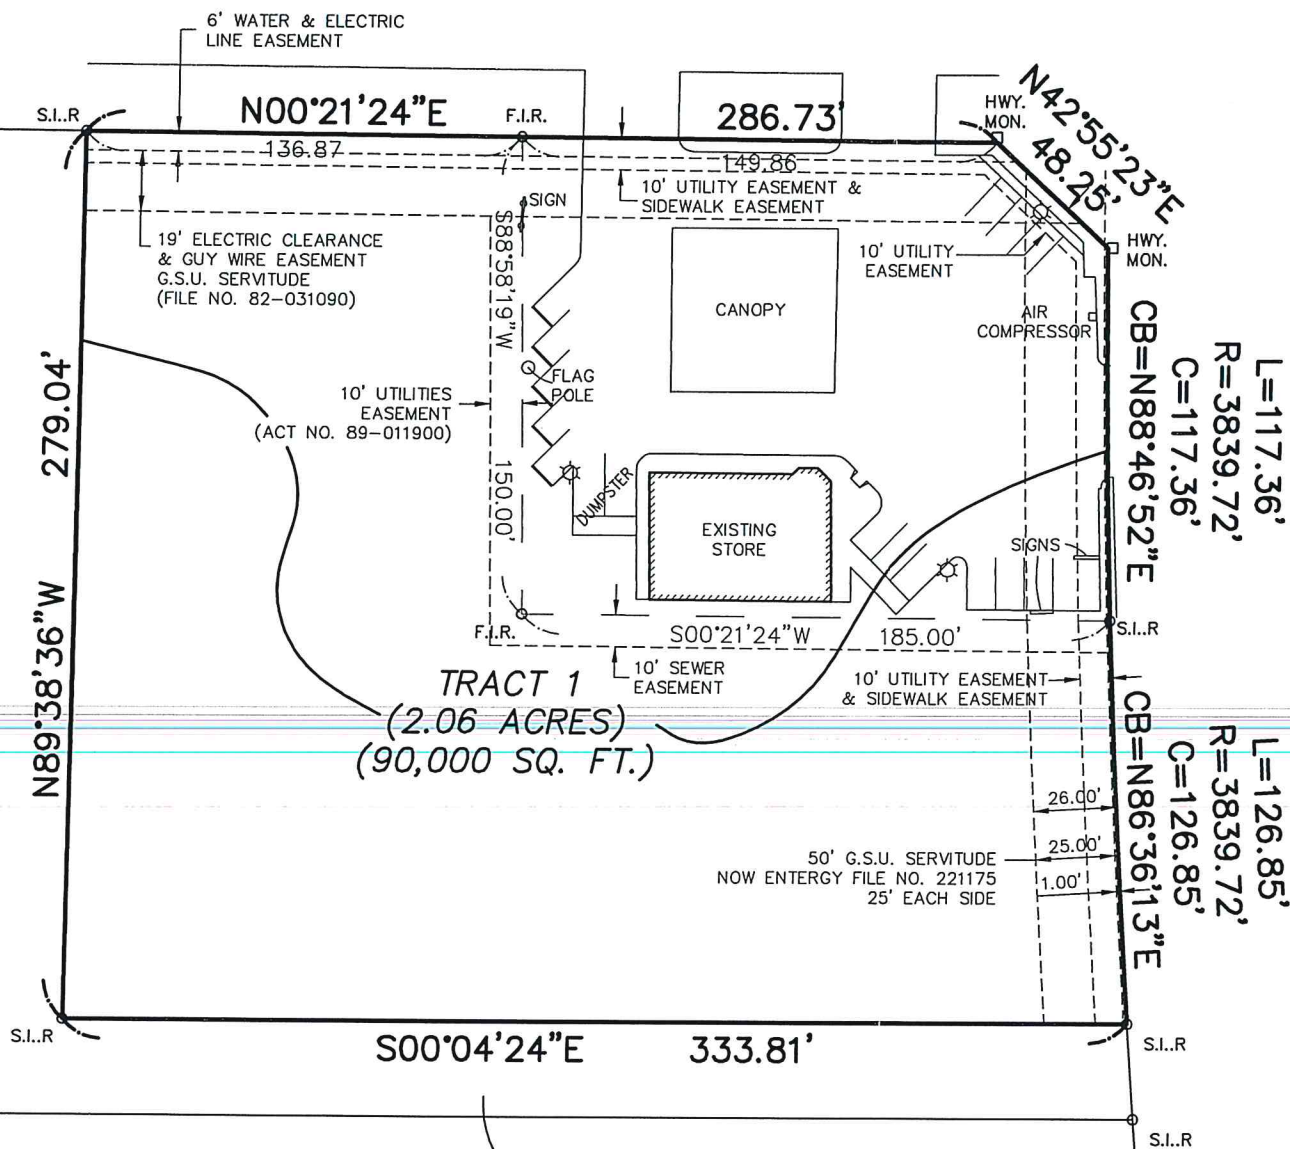 6' WATER & ELECTRIC
LINE EASEMENT
S.I..R
N00°21'24"E
F.I.R.
286.73'
HWY.
MON.
N42°55'23"E
48.25'
136.87
149.86
10' UTILITY EASEMENT &
SIDEWALK EASEMENT
SIGN
19' ELECTRIC CLEARANCE
& GUY WIRE EASEMENT
G.S.U. SERVITUDE
(FILE NO. 82-031090)
S88°58'19"W
150.00'
10' UTILITY
EASEMENT
HWY.
MON.
CANOPY
AIR
COMPRESSOR
L=117.36'
R=3839.72'
C=117.36'
CB=N88°46'52"E
279.04'
N89°38'36"W
FLAG
POLE
10' UTILITIES
EASEMENT
(ACT NO. 89-011900)
DUMPSTER
EXISTING
STORE
SIGNS
F.I.R.
S00°21'24"W
185.00'
S.I..R
10' SEWER
EASEMENT
10' UTILITY EASEMENT
& SIDEWALK EASEMENT
TRACT 1
(2.06 ACRES)
(90,000 SQ. FT.)
L=126.85'
R=3839.72'
C=126.85'
CB=N86°36'13"E
26.00'
25.00'
1.00'
50' G.S.U. SERVITUDE
NOW ENTERGY FILE NO. 221175
25' EACH SIDE
S.I..R
S00°04'24"E
333.81'
S.I..R
S.I..R